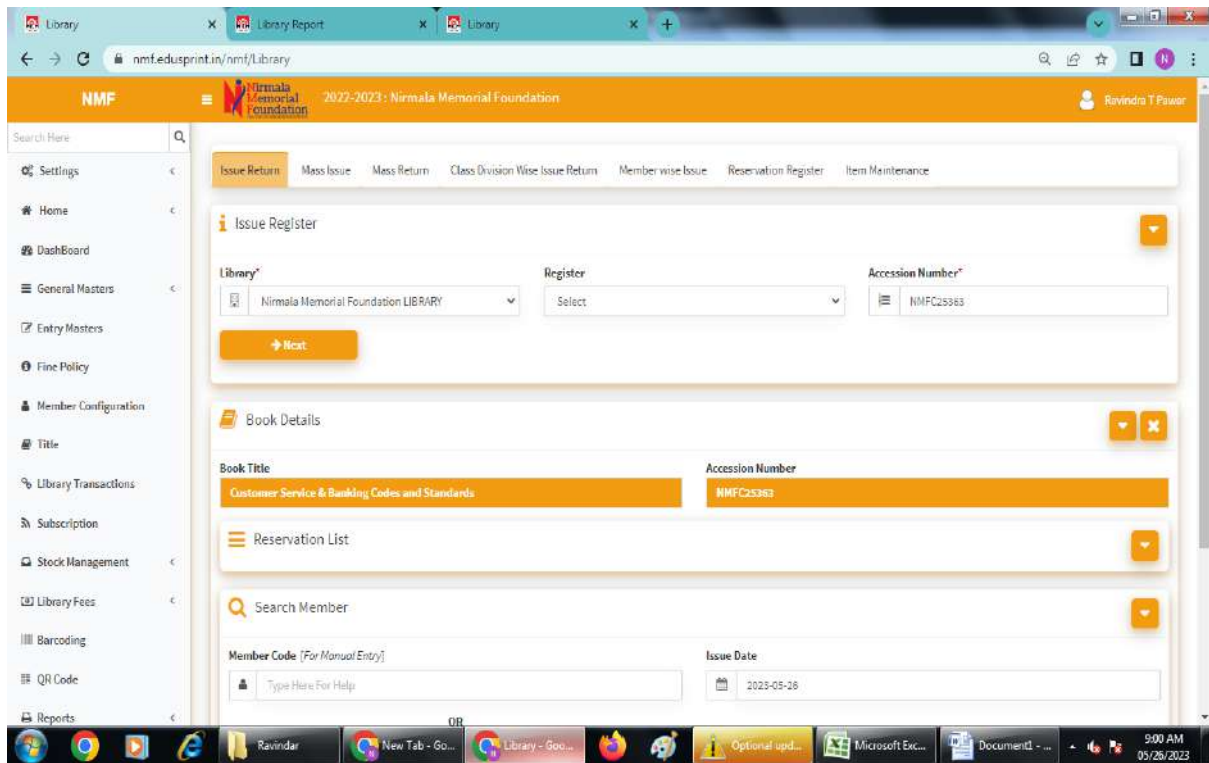 Library
Library Report
Library
nmf.edusprint.in/nmf/Library
NMF
Nirmala
Memorial
Foundation
2022-2023 : Nirmala Memorial Foundation
Ravindra T Pawar
Search Here
Settings
Home
DashBoard
General Masters
Entry Masters
Fine Policy
Member Configuration
Title
Library Transactions
Subscription
Stock Management
Library Fees
Barcoding
QR Code
Reports
Issue Return Mass Issue Mass Return Class Division Wise Issue Return Member wise Issue Reservation Register Item Maintenance
Issue Register
Library* Register Accession Number*
Nirmala Memorial Foundation LIBRARY Select NMFC25363
Next
Book Details
Book Title Accession Number
Customer Service & Banking Codes and Standards NMFC25363
Reservation List
Search Member
Member Code [For Manual Entry] Issue Date
Type Here For Help 2023-05-26
OR
Ravindar New Tab - Go... Library - Goo... Optional upd... Microsoft Exc... Document1 - ... 9:00 AM
05/26/2023